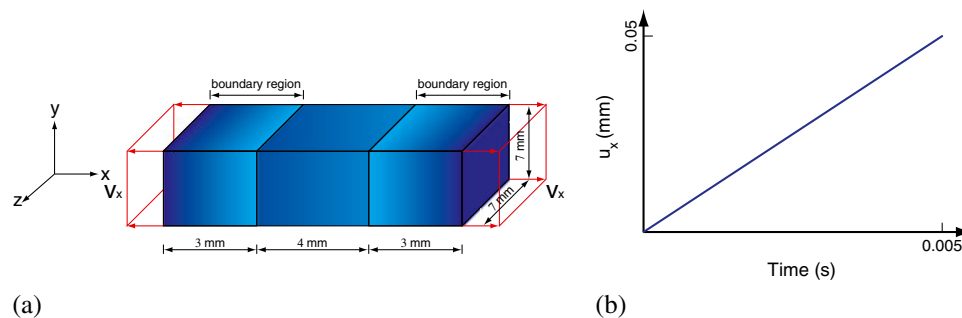 boundary region
boundary region
y
x
z
Vx
7 mm
7 mm
Vx
3 mm
4 mm
3 mm
(a)
0.05
ux (mm)
0.005
Time (s)
(b)